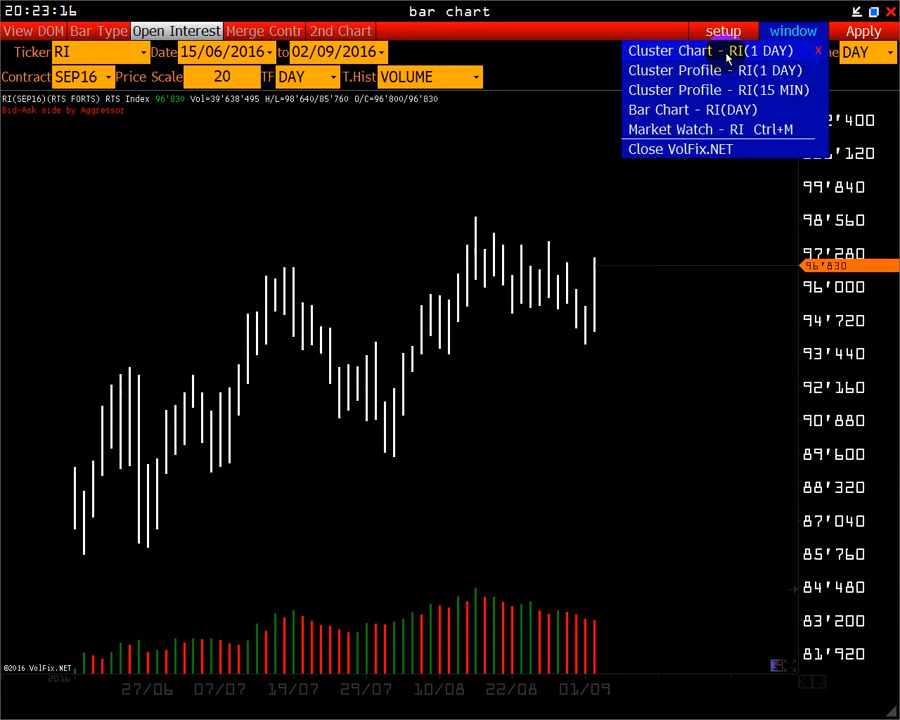 20:23:16 bar chart
View DOM Bar Type Open Interest Merge Contr 2nd Chart setup window Apply
Ticker RI Date 15/06/2016 to 02/09/2016 DAY
Contract SEP16 Price Scale 20 TF DAY T.Hist VOLUME
Cluster Chart - RI(1 DAY) x
Cluster Profile - RI(1 DAY)
Cluster Profile - RI(15 MIN)
Bar Chart - RI(DAY)
Market Watch - RI Ctrl+M
Close VolFix.NET
RI(SEP16)(RTS FORTS) RTS Index 96'830 Vol=39'638'495 H/L=98'640/85'760 O/C=96'800/96'830
Bid-Ask side by Aggressor
99'840
98'560
97'280
96'830
96'000
94'720
93'440
92'160
90'880
89'600
88'320
87'040
85'760
84'480
83'200
81'920
©2016 VolFix.NET
2016
27/06 07/07 19/07 29/07 10/08 22/08 01/09